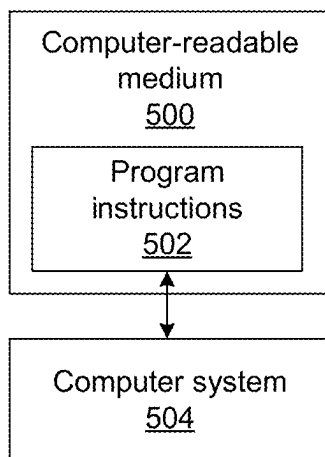 Computer-readable
medium
500
Program
instructions
502
Computer system
504